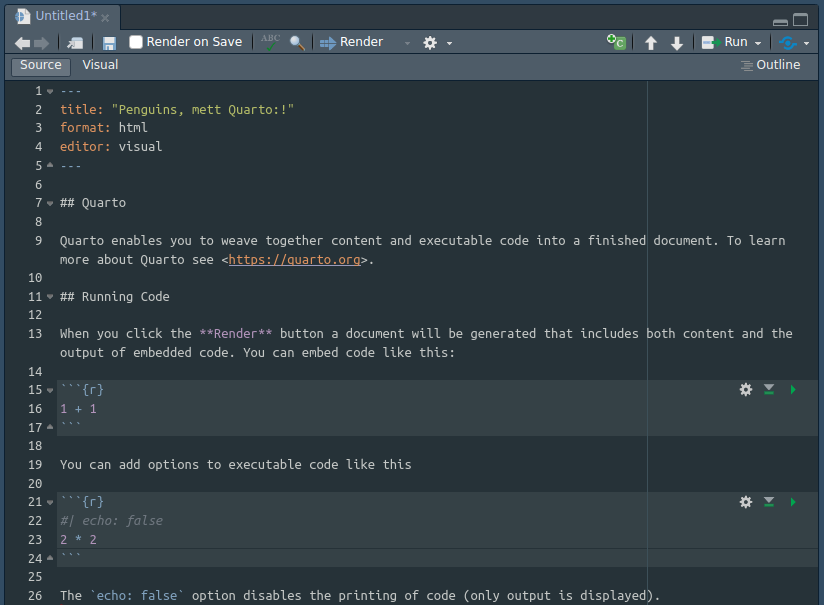 Untitled1*
Render on Save ABC Render C Run
Source Visual Outline
1 ---
2 title: "Penguins, mett Quarto:!"
3 format: html
4 editor: visual
5 ---
6
7 ## Quarto
8
9 Quarto enables you to weave together content and executable code into a finished document. To learn
more about Quarto see <https://quarto.org>.
10
11 ## Running Code
12
13 When you click the **Render** button a document will be generated that includes both content and the
output of embedded code. You can embed code like this:
14
15 ```{r}
16 1 + 1
17 ```
18
19 You can add options to executable code like this
20
21 ```{r}
22 #| echo: false
23 2 * 2
24 ```
25
26 The `echo: false` option disables the printing of code (only output is displayed).